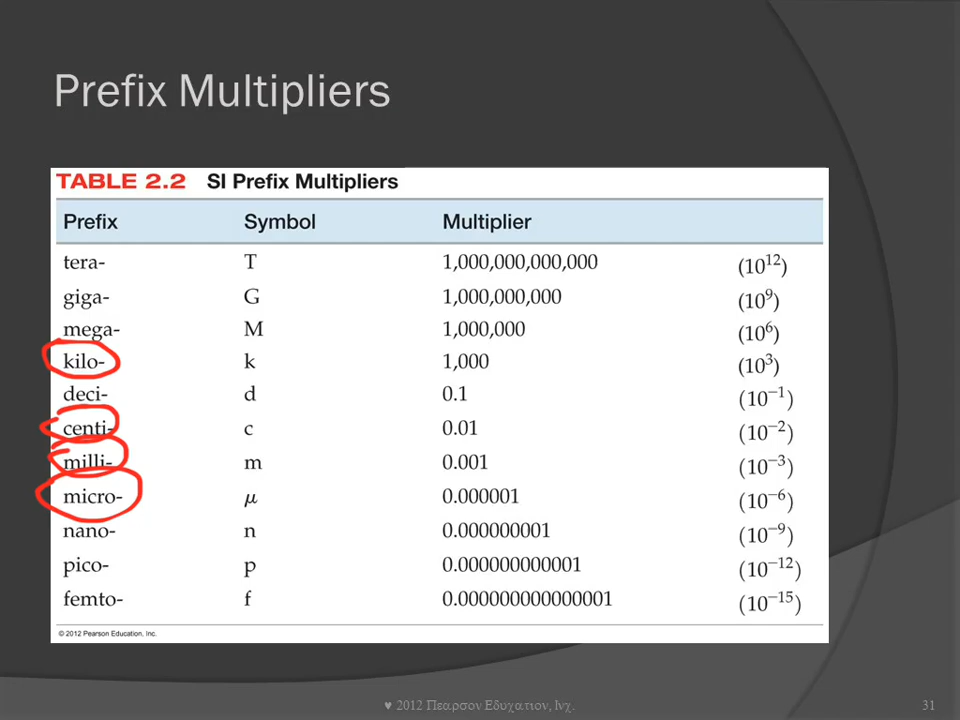 Prefix Multipliers
TABLE 2.2 SI Prefix Multipliers
Prefix Symbol Multiplier
tera- T 1,000,000,000,000 (10¹²)
giga- G 1,000,000,000 (10⁹)
mega- M 1,000,000 (10⁶)
kilo- k 1,000 (10³)
deci- d 0.1 (10⁻¹)
centi- c 0.01 (10⁻²)
milli- m 0.001 (10⁻³)
micro- μ 0.000001 (10⁻⁶)
nano- n 0.000000001 (10⁻⁹)
pico- p 0.000000000001 (10⁻¹²)
femto- f 0.000000000000001 (10⁻¹⁵)
© 2012 Pearson Education, Inc.
♥ 2012 Πεαρσον Εδυχατιον, Ινχ. 31